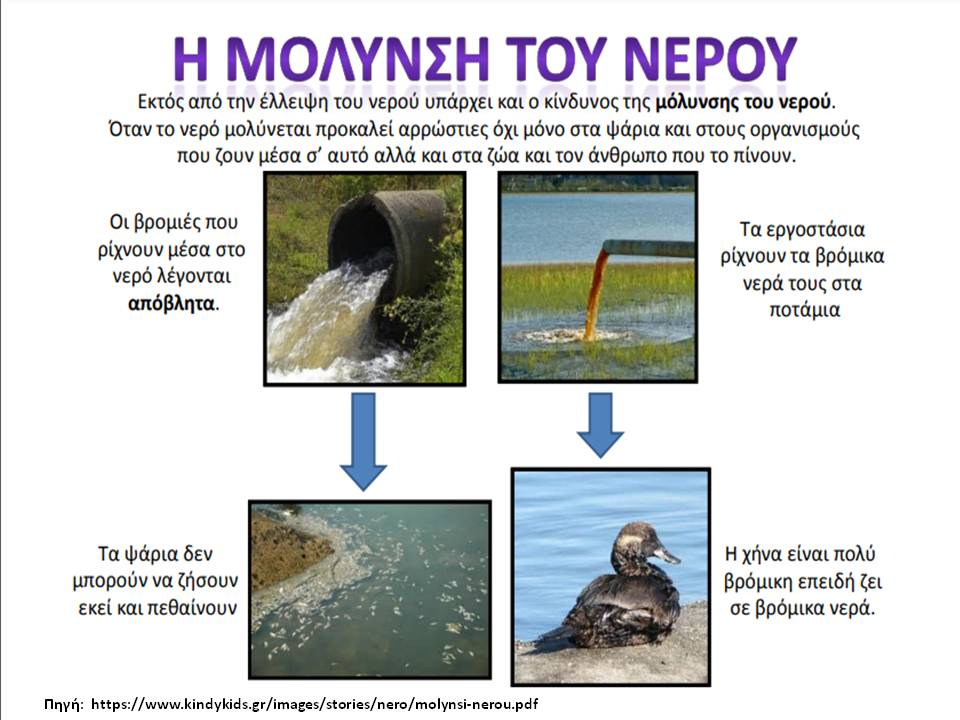 Η ΜΟΛΥΝΣΗ ΤΟΥ ΝΕΡΟΥ
Εκτός από την έλλειψη του νερού υπάρχει και ο κίνδυνος της μόλυνσης του νερού.
Όταν το νερό μολύνεται προκαλεί αρρώστιες όχι μόνο στα ψάρια και στους οργανισμούς
που ζουν μέσα σ’ αυτό αλλά και στα ζώα και τον άνθρωπο που το πίνουν.
Οι βρομιές που
ρίχνουν μέσα στο
νερό λέγονται
απόβλητα.
Τα εργοστάσια
ρίχνουν τα βρόμικα
νερά τους στα
ποτάμια
Τα ψάρια δεν
μπορούν να ζήσουν
εκεί και πεθαίνουν
Η χήνα είναι πολύ
βρόμικη επειδή ζει
σε βρόμικα νερά.
Πηγή: https://www.kindykids.gr/images/stories/nero/molynsi-nerou.pdf